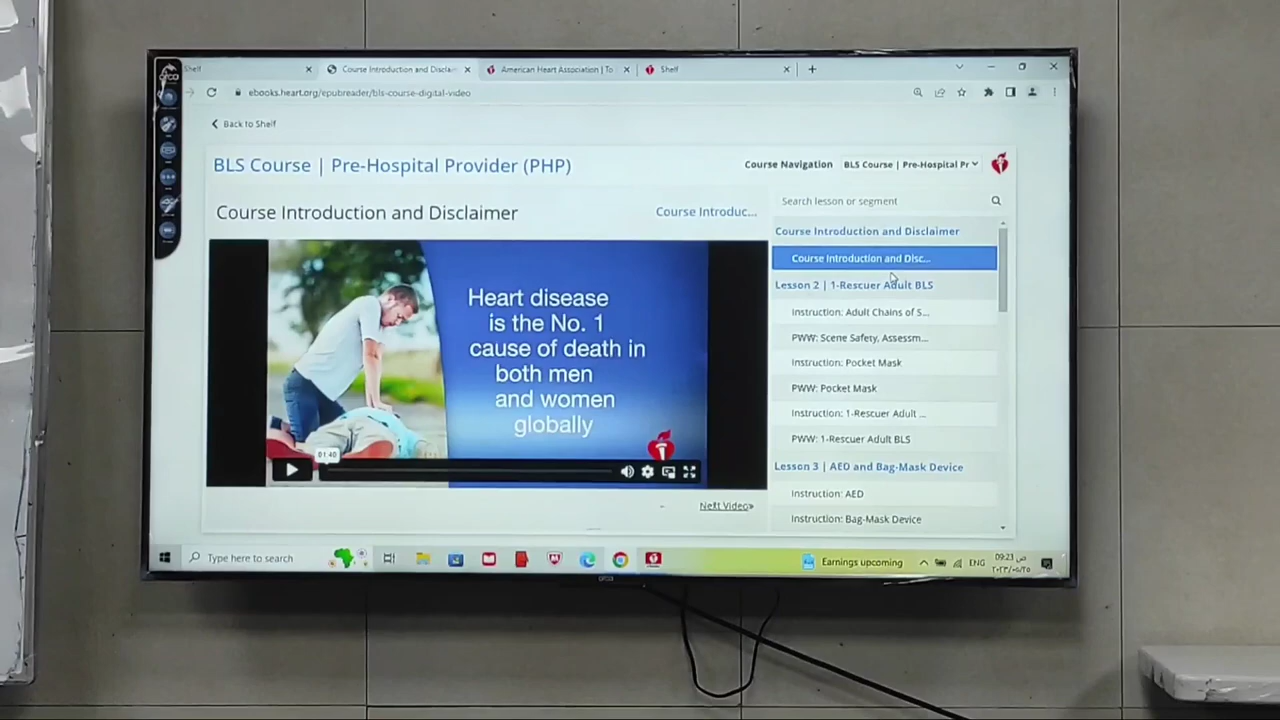 Shelf
Course Introduction and Disclain
American Heart Association | To
Shelf
ebooks.heart.org/epubreader/bls-course-digital-video
Back to Shelf
BLS Course | Pre-Hospital Provider (PHP)
Course Navigation
BLS Course | Pre-Hospital Pr
Course Introduction and Disclaimer
Course Introduc...
Search lesson or segment
Course Introduction and Disclaimer
Course Introduction and Disc...
Lesson 2 | 1-Rescuer Adult BLS
Instruction: Adult Chains of S...
PWW: Scene Safety, Assessm...
Instruction: Pocket Mask
PWW: Pocket Mask
Instruction: 1-Rescuer Adult ...
PWW: 1-Rescuer Adult BLS
Lesson 3 | AED and Bag-Mask Device
Instruction: AED
Instruction: Bag-Mask Device
Heart disease
is the No. 1
cause of death in
both men
and women
globally
01:40
Next Video»
Type here to search
Earnings upcoming
ENG
09:23 ص